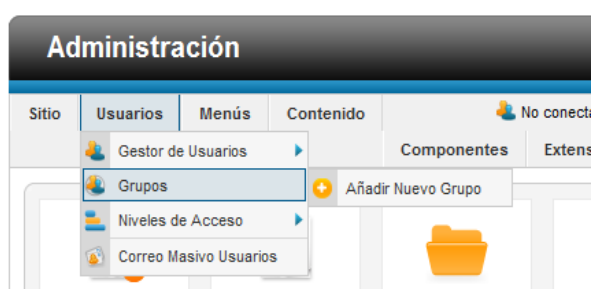 Administración
Sitio Usuarios Menús Contenido No conecta
Componentes Extens
Gestor de Usuarios
Grupos Añadir Nuevo Grupo
Niveles de Acceso
Correo Masivo Usuarios